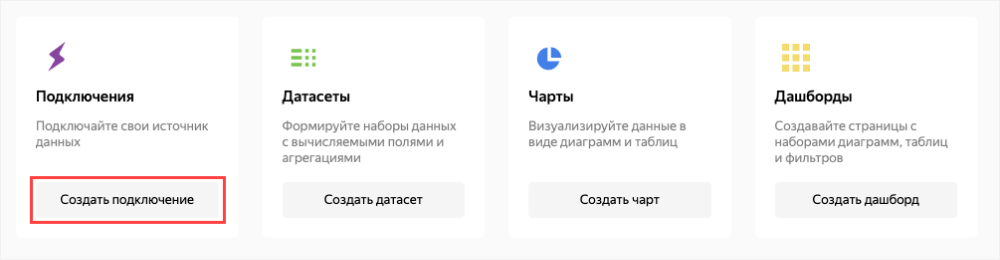 Подключения
Подключайте свои источник
данных
Создать подключение
Датасеты
Формируйте наборы данных
с вычисляемыми полями и
агрегациями
Создать датасет
Чарты
Визуализируйте данные в
виде диаграмм и таблиц
Создать чарт
Дашборды
Создавайте страницы с
наборами диаграмм, таблиц
и фильтров
Создать дашборд